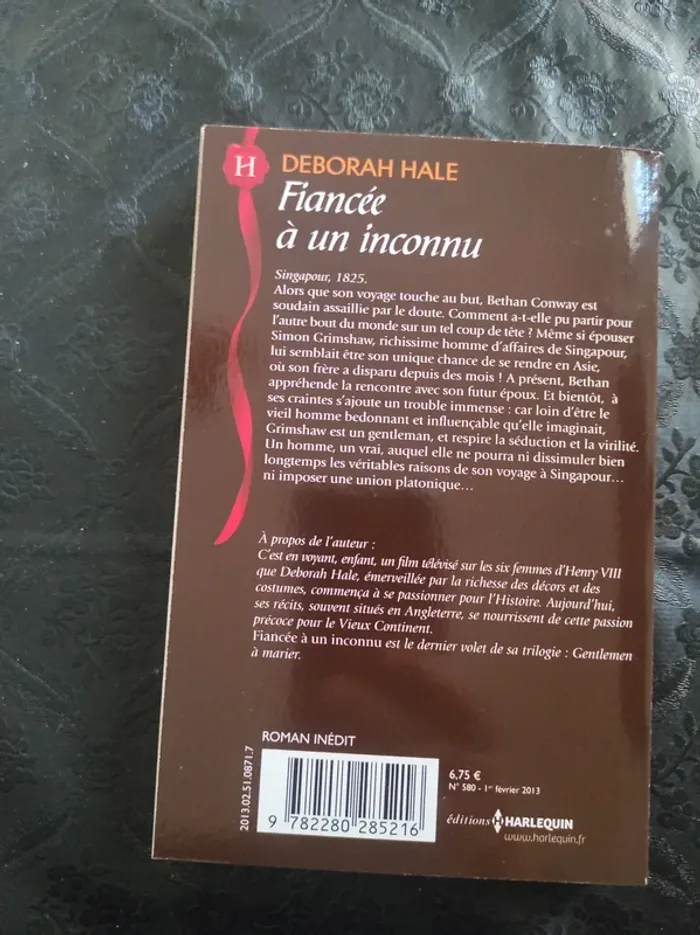 H
DEBORAH HALE
Fiancée
à un inconnu
Singapour, 1825.
Alors que son voyage touche au but, Bethan Conway est
soudain assaillie par le doute. Comment a-t-elle pu partir pour
l'autre bout du monde sur un tel coup de tête ? Même si épouser
Simon Grimshaw, richissime homme d'affaires de Singapour,
lui semblait être son unique chance de se rendre en Asie,
où son frère a disparu depuis des mois ! A présent, Bethan
appréhende la rencontre avec son futur époux. Et bientôt, à
ses craintes s'ajoute un trouble immense : car loin d'être le
vieil homme bedonnant et influençable qu'elle imaginait,
Grimshaw est un gentleman, et respire la séduction et la virilité.
Un homme, un vrai, auquel elle ne pourra ni dissimuler bien
longtemps les véritables raisons de son voyage à Singapour…
ni imposer une union platonique…
À propos de l'auteur :
C'est en voyant, enfant, un film télévisé sur les six femmes d'Henry VIII
que Deborah Hale, émerveillée par la richesse des décors et des
costumes, commença à se passionner pour l'Histoire. Aujourd'hui,
ses récits, souvent situés en Angleterre, se nourrissent de cette passion
précoce pour le Vieux Continent.
Fiancée à un inconnu est le dernier volet de sa trilogie : Gentlemen
à marier.
ROMAN INÉDIT
2013.02.51.0871.7
9 782280 285216
6,75 €
N° 580 - 1er février 2013
éditions H HARLEQUIN
www.harlequin.fr